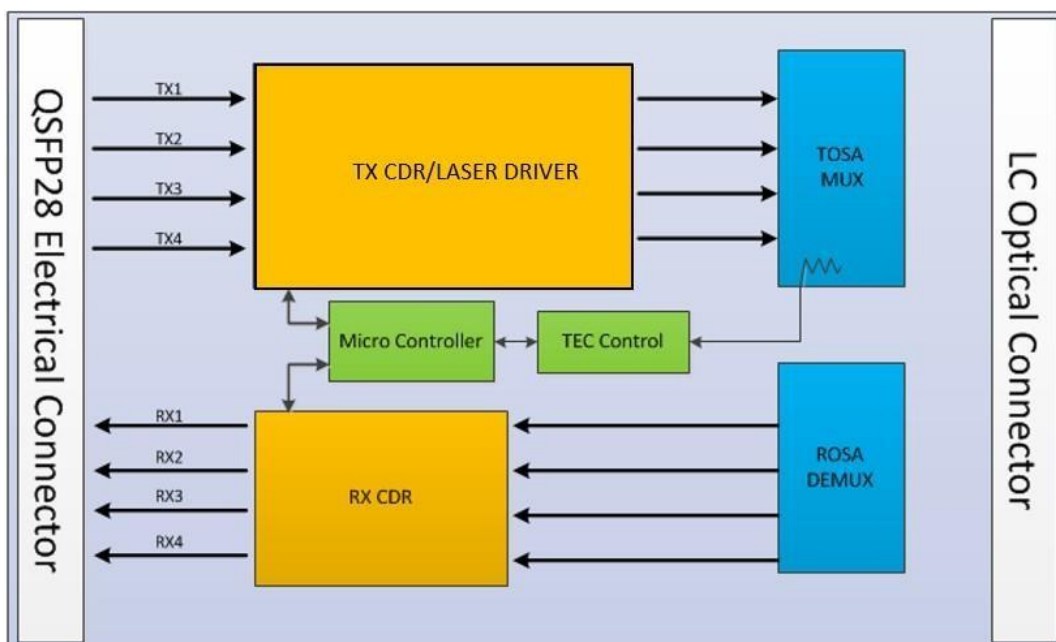 QSFP28 Electrical Connector
TX1
TX2
TX3
TX4
TX CDR/LASER DRIVER
TOSA
MUX
LC Optical Connector
Micro Controller
TEC Control
RX1
RX2
RX3
RX4
RX CDR
ROSA
DEMUX